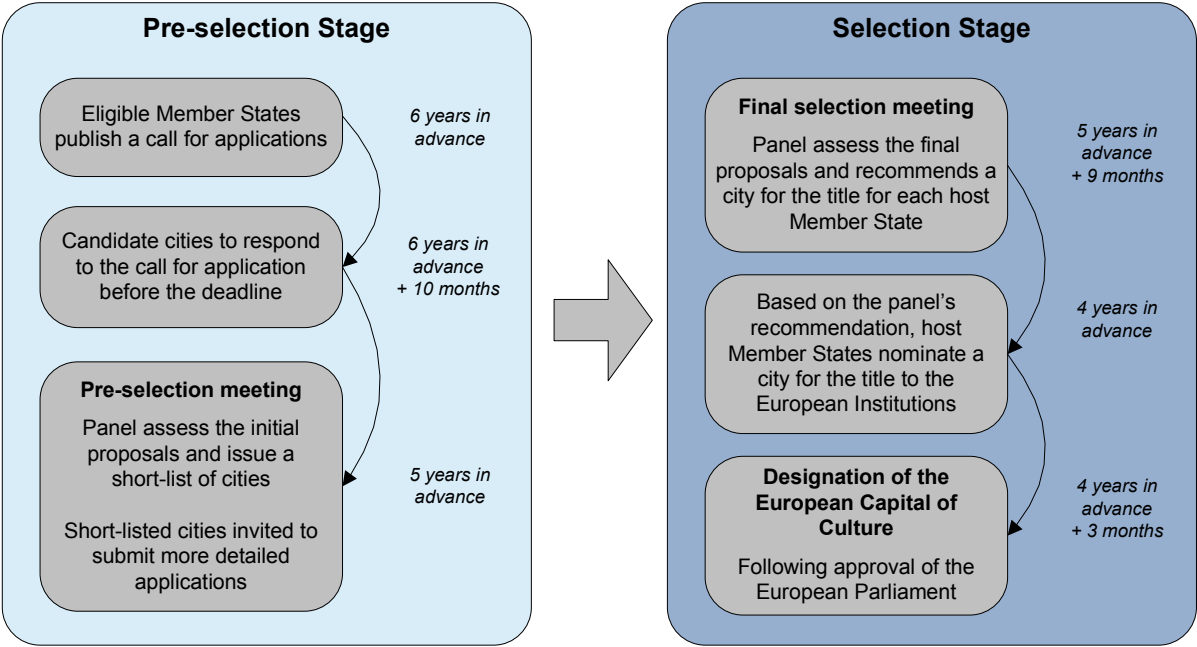 Pre-selection Stage
Eligible Member States
publish a call for applications
6 years in
advance
Candidate cities to respond
to the call for application
before the deadline
6 years in
advance
+ 10 months
Pre-selection meeting
Panel assess the initial
proposals and issue a
short-list of cities
Short-listed cities invited to
submit more detailed
applications
5 years in
advance
Selection Stage
Final selection meeting
Panel assess the final
proposals and recommends a
city for the title for each host
Member State
5 years in
advance
+ 9 months
Based on the panel’s
recommendation, host
Member States nominate a
city for the title to the
European Institutions
4 years in
advance
Designation of the
European Capital of
Culture
Following approval of the
European Parliament
4 years in
advance
+ 3 months